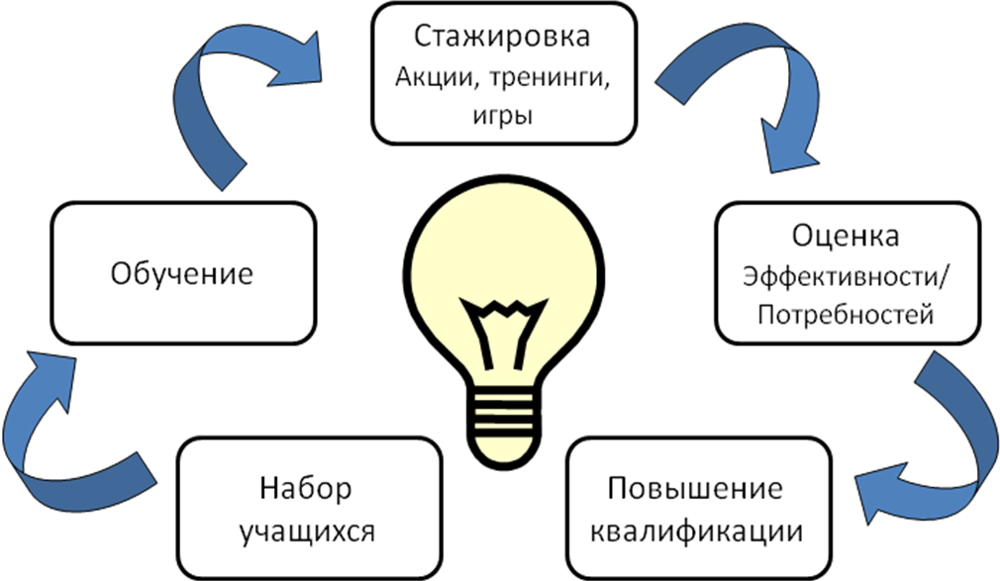 Стажировка
Акции, тренинги,
игры
Обучение
Оценка
Эффективности/
Потребностей
Набор
учащихся
Повышение
квалификации